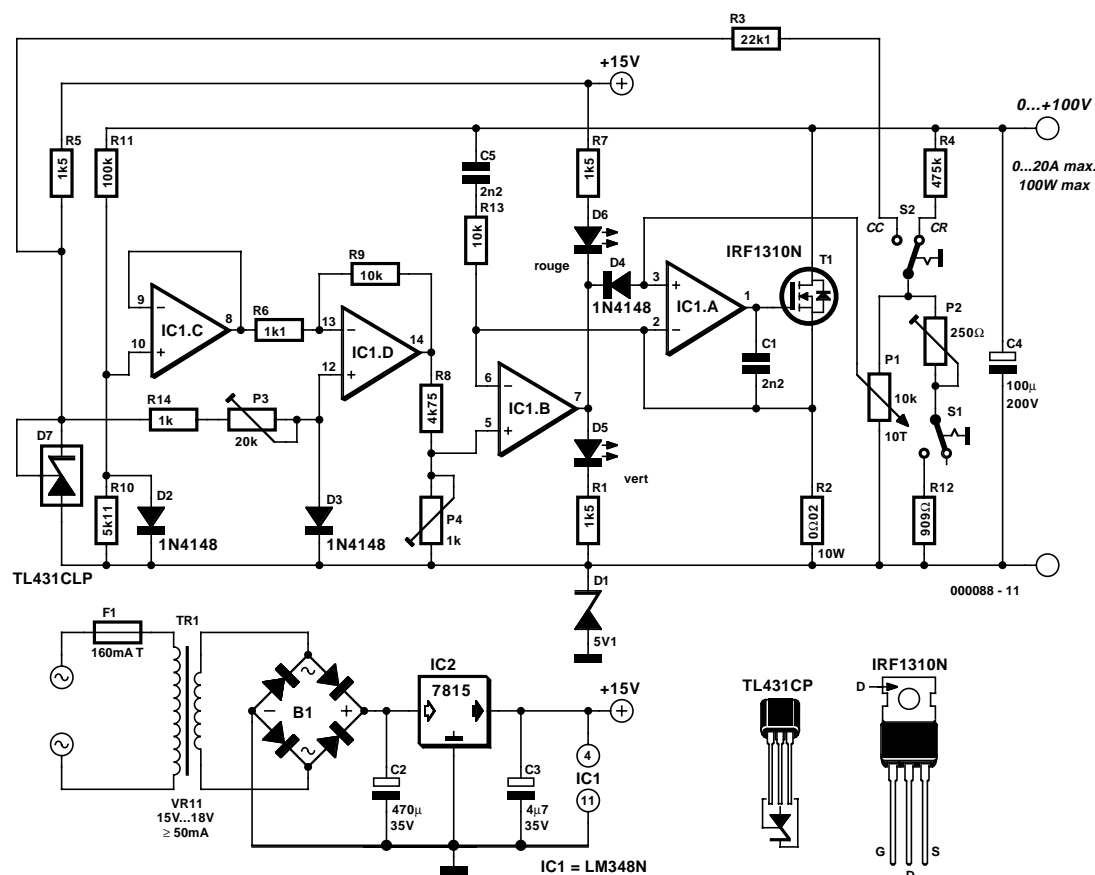 R3
22k1
+15V
0...+100V
R5
1k5
R11
100k
C5
2n2
R13
10k
R7
1k5
R4
475k
0...20A max.
100W max
S2
CC
CR
D6
rouge
D4
1N4148
IRF1310N
T1
R9
10k
9
10
8
IC1.C
R6
1k1
13
12
14
IC1.D
3
2
1
IC1.A
C1
2n2
P2
250Ω
C4
100µ
200V
P1
10k
10T
S1
R8
4k75
6
5
7
IC1.B
R14
1k
P3
20k
D7
D5
vert
R10
5k11
D2
1N4148
D3
1N4148
P4
1k
R1
1k5
R2
0Ω02
10W
R12
909Ω
TL431CLP
D1
5V1
000088 - 11
F1
160mA T
TR1
VR11
15V...18V
≥ 50mA
B1
IC2
7815
+15V
C2
470µ
35V
C3
4µ7
35V
4
IC1
11
IC1 = LM348N
TL431CP
IRF1310N
D
G
D
S